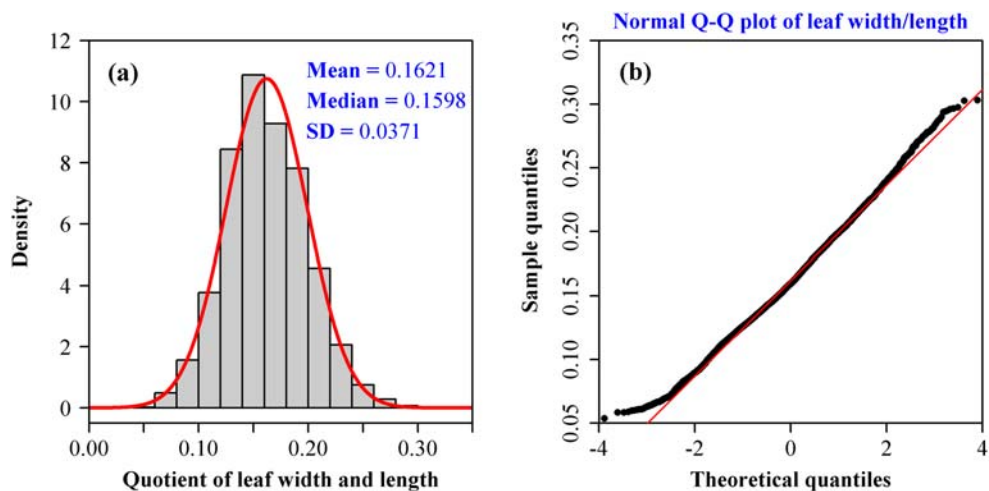 (a)
Mean = 0.1621
Median = 0.1598
SD = 0.0371
Density
12
10
8
6
4
2
0
0.00
0.10
0.20
0.30
Quotient of leaf width and length
Normal Q-Q plot of leaf width/length
(b)
Sample quantiles
0.35
0.30
0.25
0.20
0.15
0.10
0.05
-4
-2
0
2
4
Theoretical quantiles